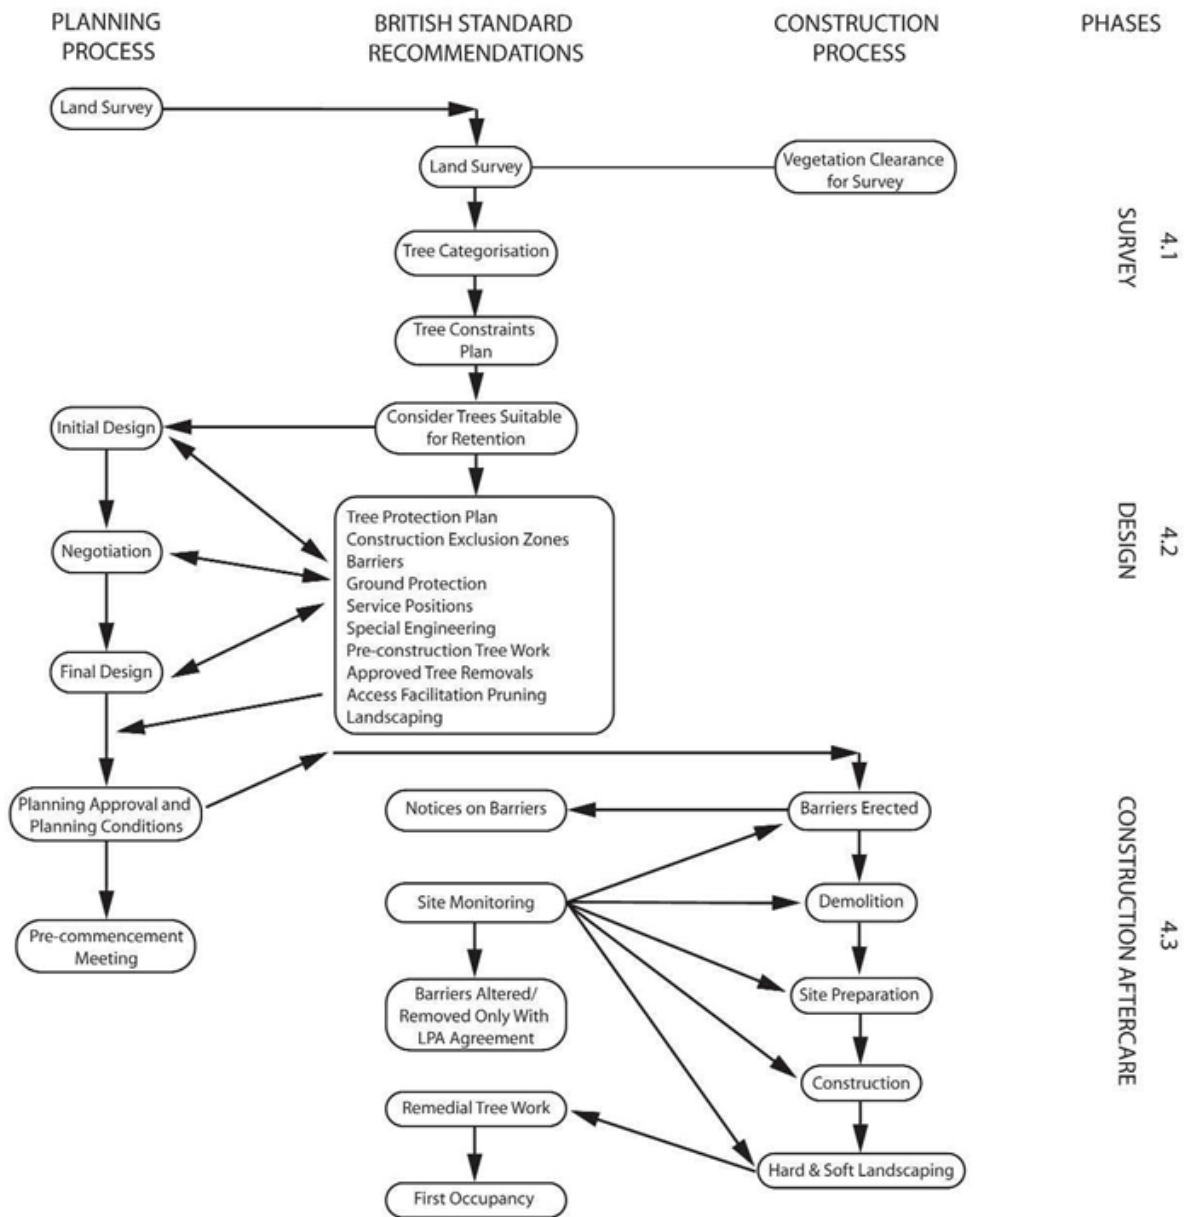 PLANNING
PROCESS
BRITISH STANDARD
RECOMMENDATIONS
CONSTRUCTION
PROCESS
PHASES
Land Survey
Land Survey
Vegetation Clearance
for Survey
Tree Categorisation
4.1
SURVEY
Tree Constraints
Plan
Initial Design
Consider Trees Suitable
for Retention
Negotiation
Final Design
Tree Protection Plan
Construction Exclusion Zones
Barriers
Ground Protection
Service Positions
Special Engineering
Pre-construction Tree Work
Approved Tree Removals
Access Facilitation Pruning
Landscaping
4.2
DESIGN
Planning Approval and
Planning Conditions
Notices on Barriers
Barriers Erected
Pre-commencement
Meeting
Site Monitoring
Demolition
Barriers Altered/
Removed Only With
LPA Agreement
Site Preparation
4.3
CONSTRUCTION AFTERCARE
Construction
Remedial Tree Work
Hard & Soft Landscaping
First Occupancy